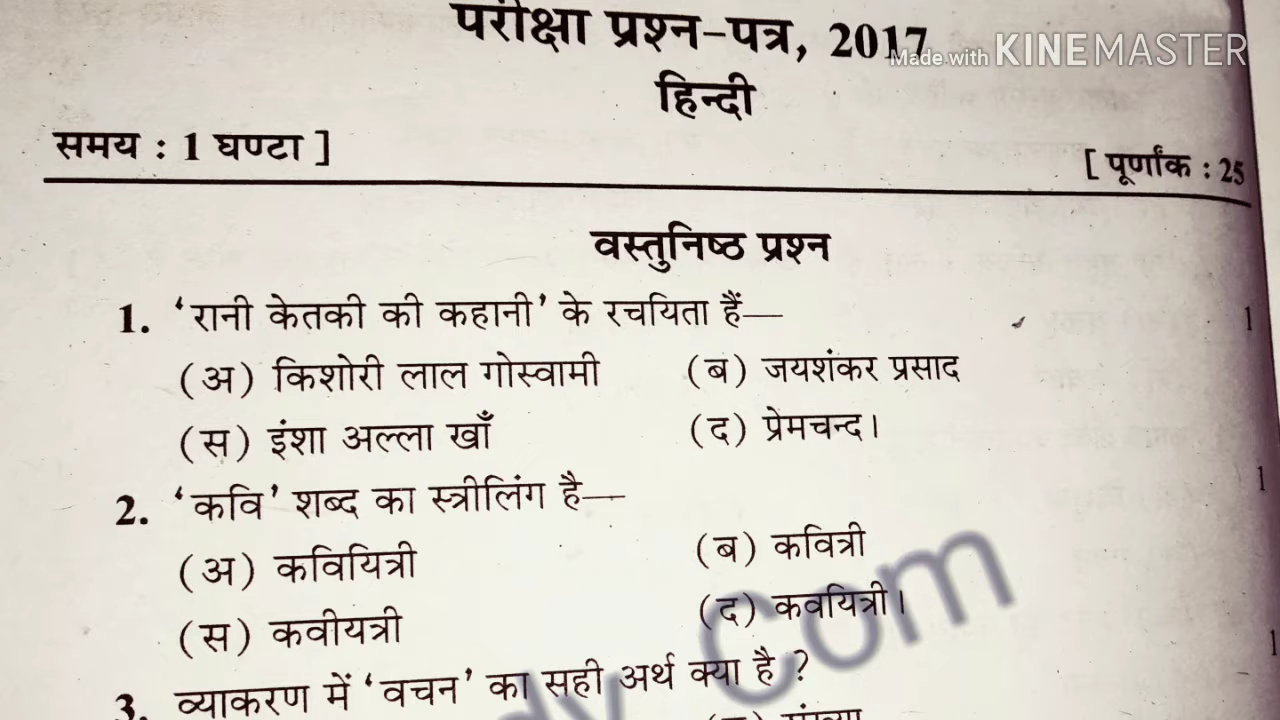 परीक्षा प्रश्न-पत्र, 2017
Made with KINEMASTER
हिन्दी
समय : 1 घण्टा ]
[ पूर्णांक : 25
वस्तुनिष्ठ प्रश्न
1. ‘रानी केतकी की कहानी’ के रचयिता हैं— 1
(अ) किशोरी लाल गोस्वामी (ब) जयशंकर प्रसाद
(स) इंशा अल्ला खाँ (द) प्रेमचन्द।
2. ‘कवि’ शब्द का स्त्रीलिंग है— 1
(अ) कवियित्री (ब) कवित्री
(स) कवीयत्री (द) कवयित्री।
3. व्याकरण में ‘वचन’ का सही अर्थ क्या है ? 1
संख्या
Com